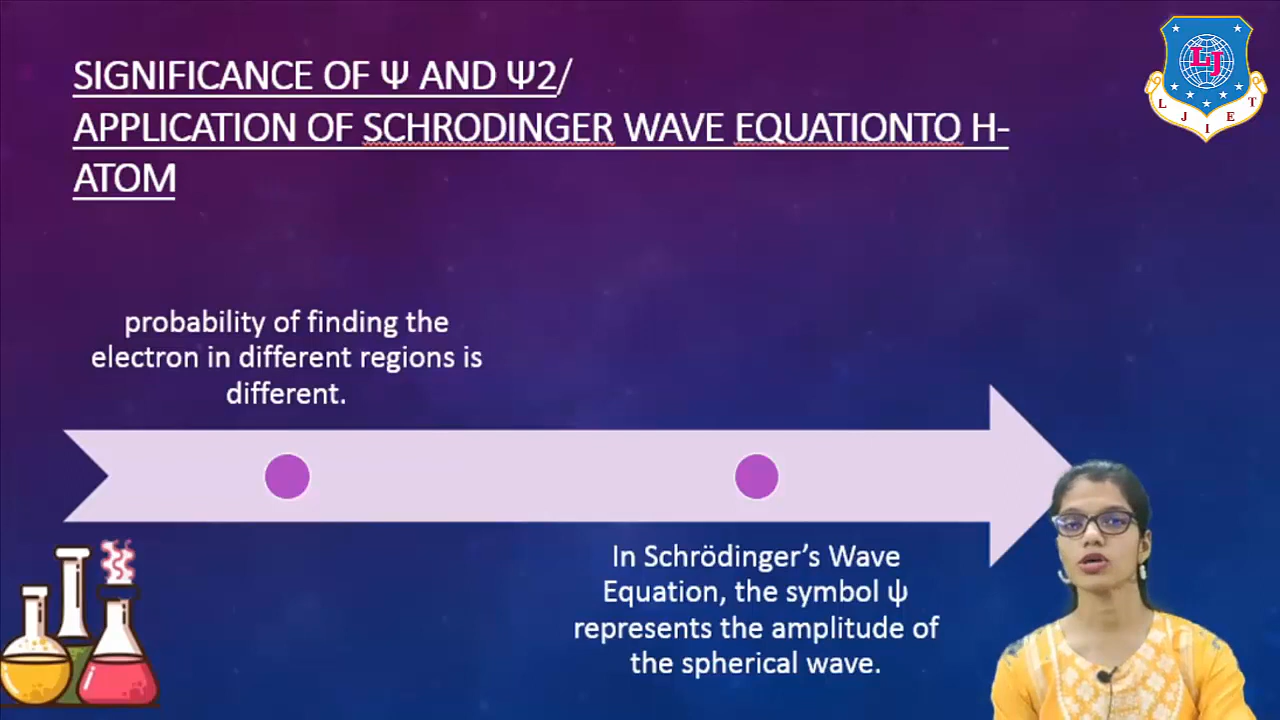 SIGNIFICANCE OF Ψ AND Ψ2/
APPLICATION OF SCHRODINGER WAVE EQUATIONTO H-
ATOM
LJ
L J I E T
probability of finding the
electron in different regions is
different.
In Schrödinger’s Wave
Equation, the symbol ψ
represents the amplitude of
the spherical wave.